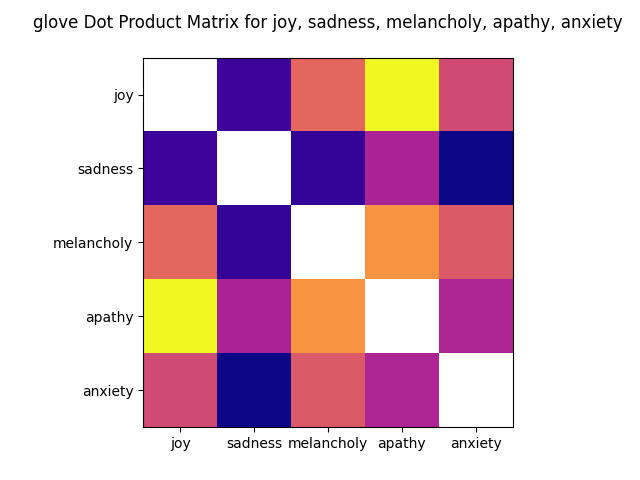 glove Dot Product Matrix for joy, sadness, melancholy, apathy, anxiety
joy
sadness
melancholy
apathy
anxiety
joy sadness melancholy apathy anxiety